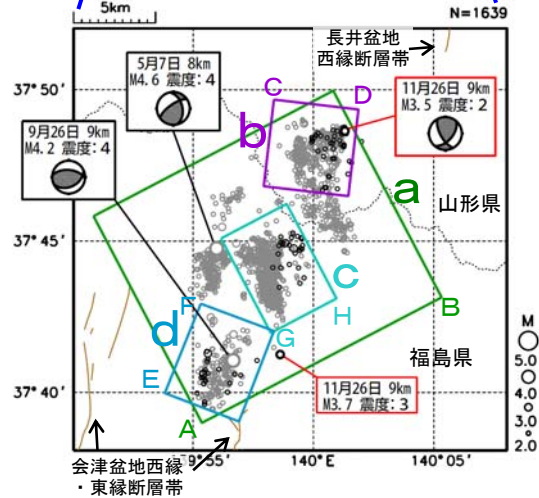 5km
N=1639
長井盆地
西縁断層帯
5月7日 8km
M4.6 震度:4
11月26日 9km
M3.5 震度:2
9月26日 9km
M4.2 震度:4
37°50′
37°45′
37°40′
C
D
b
a
山形県
c
B
F
d
G
H
E
A
福島県
M
5.0
4.0
3.0
2.0
11月26日 9km
M3.7 震度:3
139°55′
140°E
140°05′
会津盆地西縁
・東縁断層帯